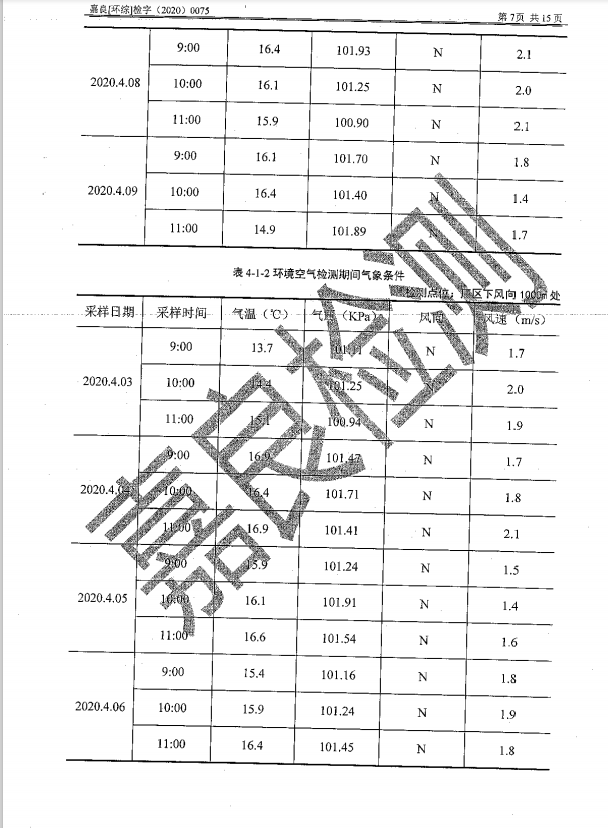 嘉良[环综]检字（2020）0075 第 7页 共 15 页
9:00 16.4 101.93 N 2.1
2020.4.08 10:00 16.1 101.25 N 2.0
11:00 15.9 100.90 N 2.1
9:00 16.1 101.70 N 1.8
2020.4.09 10:00 16.4 101.40 N 1.4
11:00 14.9 101.89 N 1.7
表 4-1-2 环境空气检测期间气象条件
检测点位：厂区下风向 1000m 处
采样日期 采样时间 气温（℃） 气压（KPa） 风向 风速（m/s）
9:00 13.7 101.11 N 1.7
2020.4.03 10:00 14.4 101.25 N 2.0
11:00 15.1 100.94 N 1.9
9:00 16.9 101.47 N 1.7
2020.4.04 10:00 16.4 101.71 N 1.8
11:00 16.9 101.41 N 2.1
9:00 15.9 101.24 N 1.5
2020.4.05 10:00 16.1 101.91 N 1.4
11:00 16.6 101.54 N 1.6
9:00 15.4 101.16 N 1.8
2020.4.06 10:00 15.9 101.24 N 1.9
11:00 16.4 101.45 N 1.8
嘉良检测